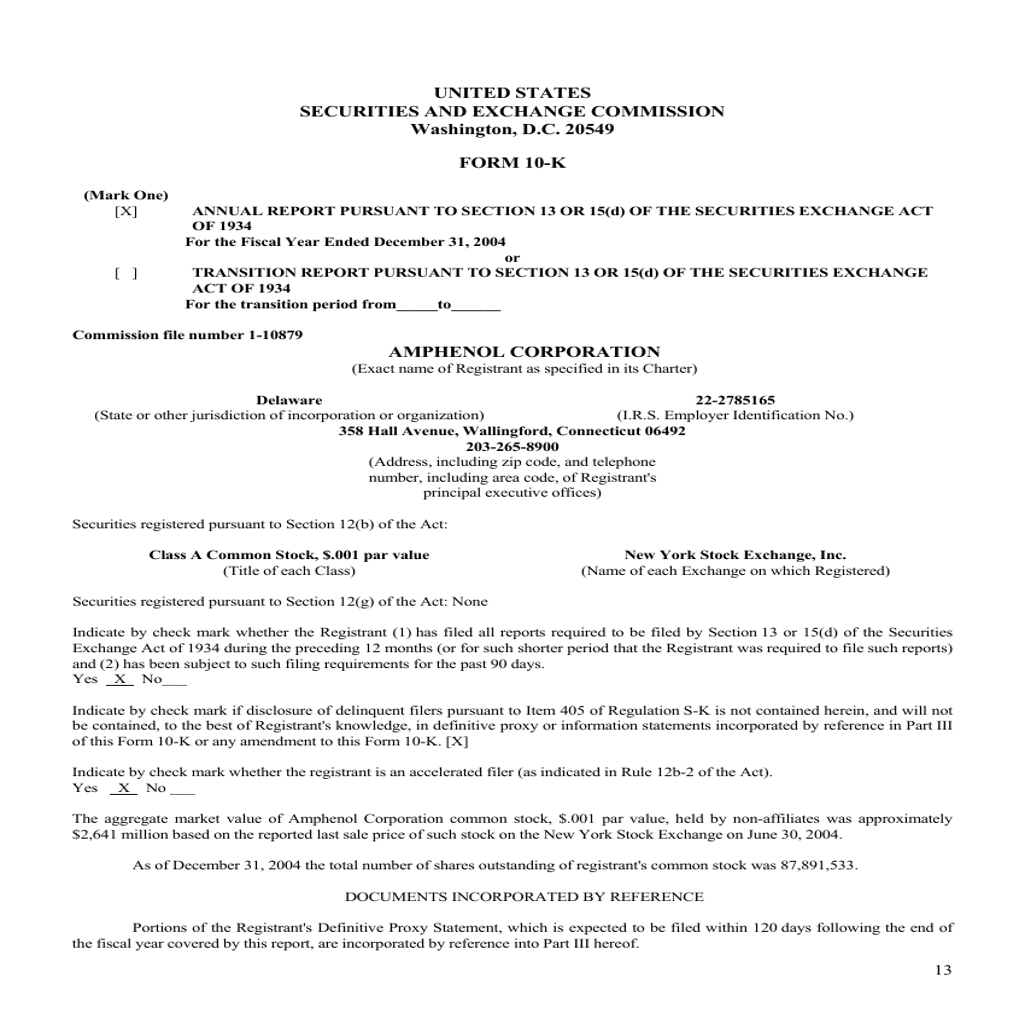 UNITED STATES
SECURITIES AND EXCHANGE COMMISSION
Washington, D.C. 20549
FORM 10-K
(Mark One)
[X] ANNUAL REPORT PURSUANT TO SECTION 13 OR 15(d) OF THE SECURITIES EXCHANGE ACT
OF 1934
For the Fiscal Year Ended December 31, 2004
or
[ ] TRANSITION REPORT PURSUANT TO SECTION 13 OR 15(d) OF THE SECURITIES EXCHANGE
ACT OF 1934
For the transition period from_____to______
Commission file number 1-10879
AMPHENOL CORPORATION
(Exact name of Registrant as specified in its Charter)
Delaware 22-2785165
(State or other jurisdiction of incorporation or organization) (I.R.S. Employer Identification No.)
358 Hall Avenue, Wallingford, Connecticut 06492
203-265-8900
(Address, including zip code, and telephone
number, including area code, of Registrant's
principal executive offices)
Securities registered pursuant to Section 12(b) of the Act:
Class A Common Stock, $.001 par value New York Stock Exchange, Inc.
(Title of each Class) (Name of each Exchange on which Registered)
Securities registered pursuant to Section 12(g) of the Act: None
Indicate by check mark whether the Registrant (1) has filed all reports required to be filed by Section 13 or 15(d) of the Securities
Exchange Act of 1934 during the preceding 12 months (or for such shorter period that the Registrant was required to file such reports)
and (2) has been subject to such filing requirements for the past 90 days.
Yes _X_ No___
Indicate by check mark if disclosure of delinquent filers pursuant to Item 405 of Regulation S-K is not contained herein, and will not
be contained, to the best of Registrant's knowledge, in definitive proxy or information statements incorporated by reference in Part III
of this Form 10-K or any amendment to this Form 10-K. [X]
Indicate by check mark whether the registrant is an accelerated filer (as indicated in Rule 12b-2 of the Act).
Yes _X_ No ___
The aggregate market value of Amphenol Corporation common stock, $.001 par value, held by non-affiliates was approximately
$2,641 million based on the reported last sale price of such stock on the New York Stock Exchange on June 30, 2004.
As of December 31, 2004 the total number of shares outstanding of registrant's common stock was 87,891,533.
DOCUMENTS INCORPORATED BY REFERENCE
Portions of the Registrant's Definitive Proxy Statement, which is expected to be filed within 120 days following the end of
the fiscal year covered by this report, are incorporated by reference into Part III hereof.
13